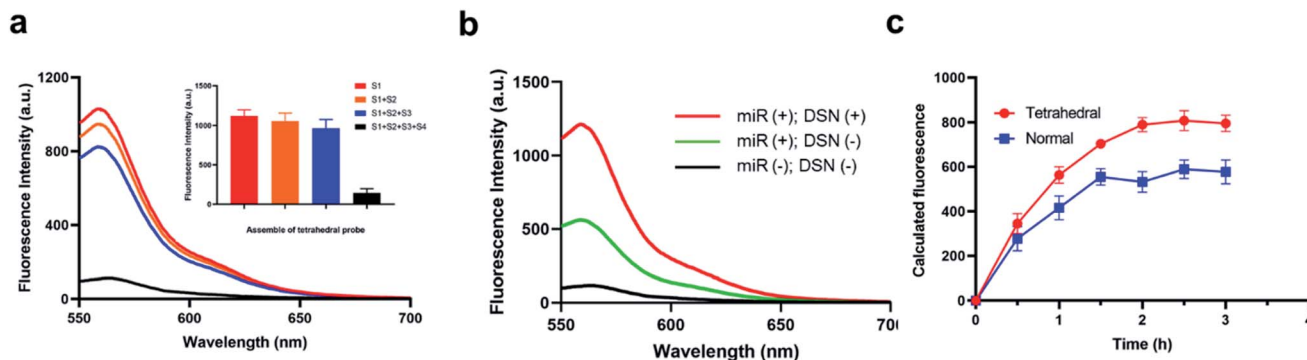 a
Fluorescence Intensity (a.u.)
1200
800
400
0
550
600
650
700
Wavelength (nm)
Fluorescence Intensity (a.u.)
1500
1000
500
0
S1
S1+S2
S1+S2+S3
S1+S2+S3+S4
Assemble of tetrahedral probe
b
Fluorescence Intensity (a.u.)
1500
1000
500
0
550
600
650
700
Wavelength (nm)
miR (+); DSN (+)
miR (+); DSN (-)
miR (-); DSN (-)
c
Calculated fluorescence
1000
800
600
400
200
0
0
1
2
3
Time (h)
Tetrahedral
Normal